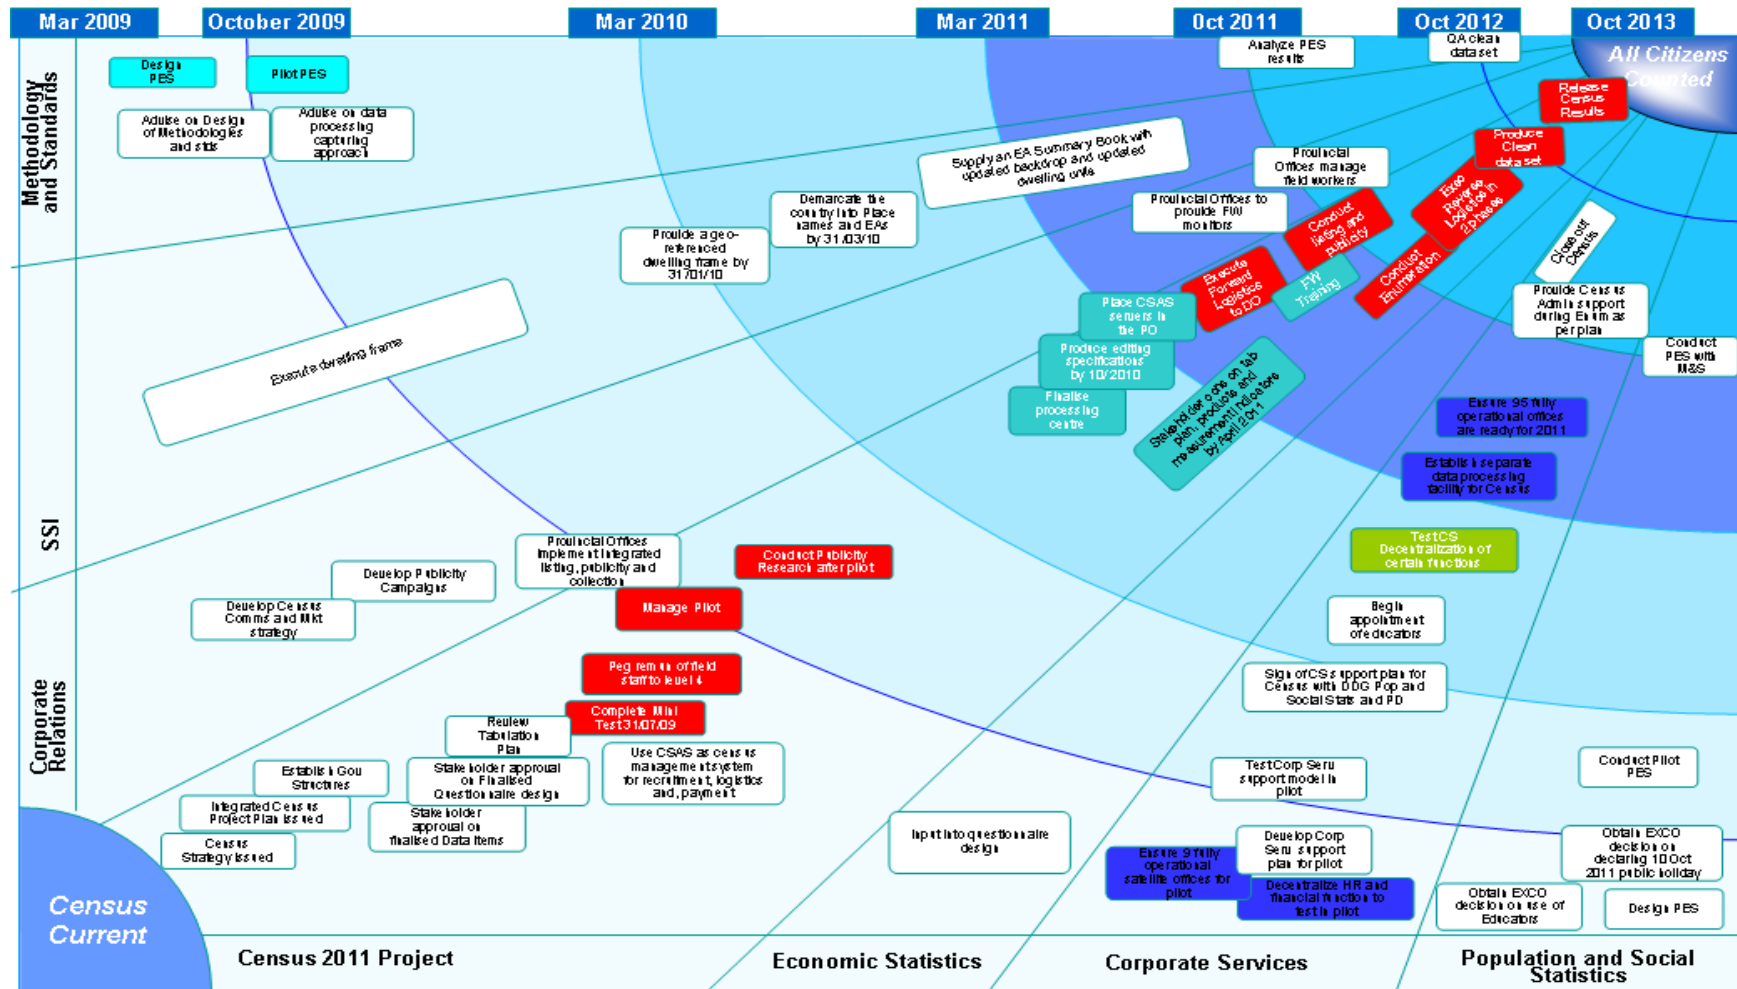 Mar 2009
October 2009
Mar 2010
Mar 2011
Oct 2011
Oct 2012
Oct 2013
All Citizens
Counted
Methodology
and Standards
SSI
Corporate
Relations
Design
PES
Pilot PES
Advise on Design
of Methodologies
and stds
Advise on data
processing
capturing
approach
Analyze PES
results
QA clean
data set
Release
Census
Results
Produce
Clean
data set
Exec
Reverse
Logistics in
2 phases
Supply an EA Summary Book with
updated backdrop and updated
dwelling units
Provincial
Offices manage
field workers
Demarcate the
country into Place
names and EAs
by 31/03/10
Provincial Offices to
provide FW
monitors
Conduct
listing and
publicity
Provide a geo-
referenced
dwelling frame by
31/01/10
Execute
Forward
Logistics
to DO
FW
Training
Conduct
Enumeration
Close out
Census
Provide Census
Admin support
during Enum as
per plan
Conduct
PES with
M&S
Execute dwelling frame
Place CSAS
servers in
the PO
Produce editing
specifications
by 10/2010
Finalise
processing
centre
Stakeholder cons on tab
plan, products and
measurement indicators
by April 2011
Ensure 95 fully
operational offices
are ready for 2011
Establish separate
data processing
facility for Census
Test CS
Decentralization of
certain functions
Begin
appointment
of educators
Sign of CS support plan for
Census with DDG Pop and
Social Stats and PD
Provincial Offices
Implement Integrated
listing, publicity and
collection
Conduct Publicity
Research after pilot
Develop Publicity
Campaigns
Develop Census
Comms and Mkt
strategy
Manage Pilot
Peg remun of field
staff to level 4
Complete Mini
Test 31/07/09
Review
Tabulation
Plan
Use CSAS as census
management system
for recruitment, logistics
and, payment
Stakeholder approval
on Finalised
Questionnaire design
Establish Gov
Structures
Integrated Census
Project Plan issued
Stakeholder
approval on
finalised Data Items
Census
Strategy Issued
Input into questionnaire
design
Test Corp Serv
support model in
pilot
Conduct Pilot
PES
Develop Corp
Serv support
plan for pilot
Ensure 9 fully
operational
satellite offices for
pilot
Decentralize HR and
financial function to
test in pilot
Obtain EXCO
decision on
declaring 10 Oct
2011 public holiday
Obtain EXCO
decision on use of
Educators
Design PES
Census
Current
Census 2011 Project
Economic Statistics
Corporate Services
Population and Social
Statistics